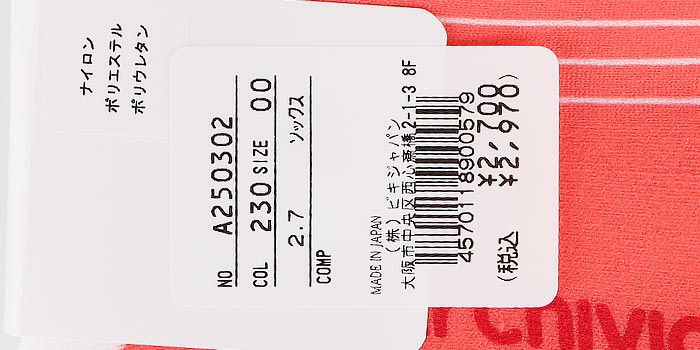 ナイロン
ポリエステル
ポリウレタン
NO A250302
COL 230 SIZE 00
2.7 ソックス
COMP
MADE IN JAPAN
(株)ビキジャパン
大阪市中央区西心斎橋2-1-3 8F
4570118900579
¥2,700
(税込 ¥2,970)